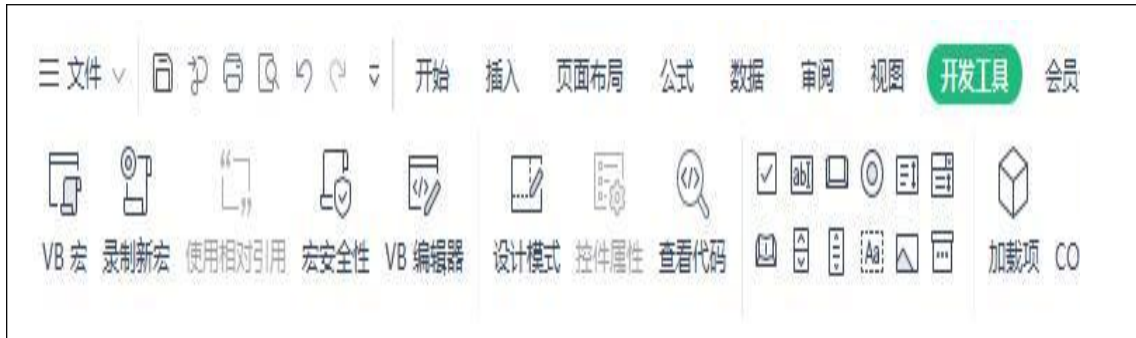 文件 开始 插入 页面布局 公式 数据 审阅 视图 开发工具 会员
VB 宏 录制新宏 使用相对引用 宏安全性 VB 编辑器 设计模式 控件属性 查看代码 加载项 CO